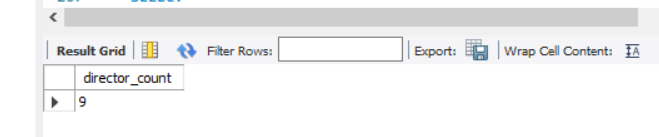 Result Grid Filter Rows: Export: Wrap Cell Content:
director_count
9